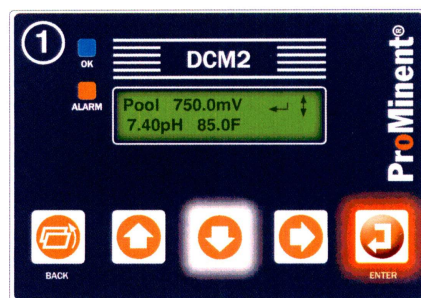 1
OK
DCM2
ALARM
Pool 750.0mV
7.40pH 85.0F
ProMinent®
BACK
ENTER